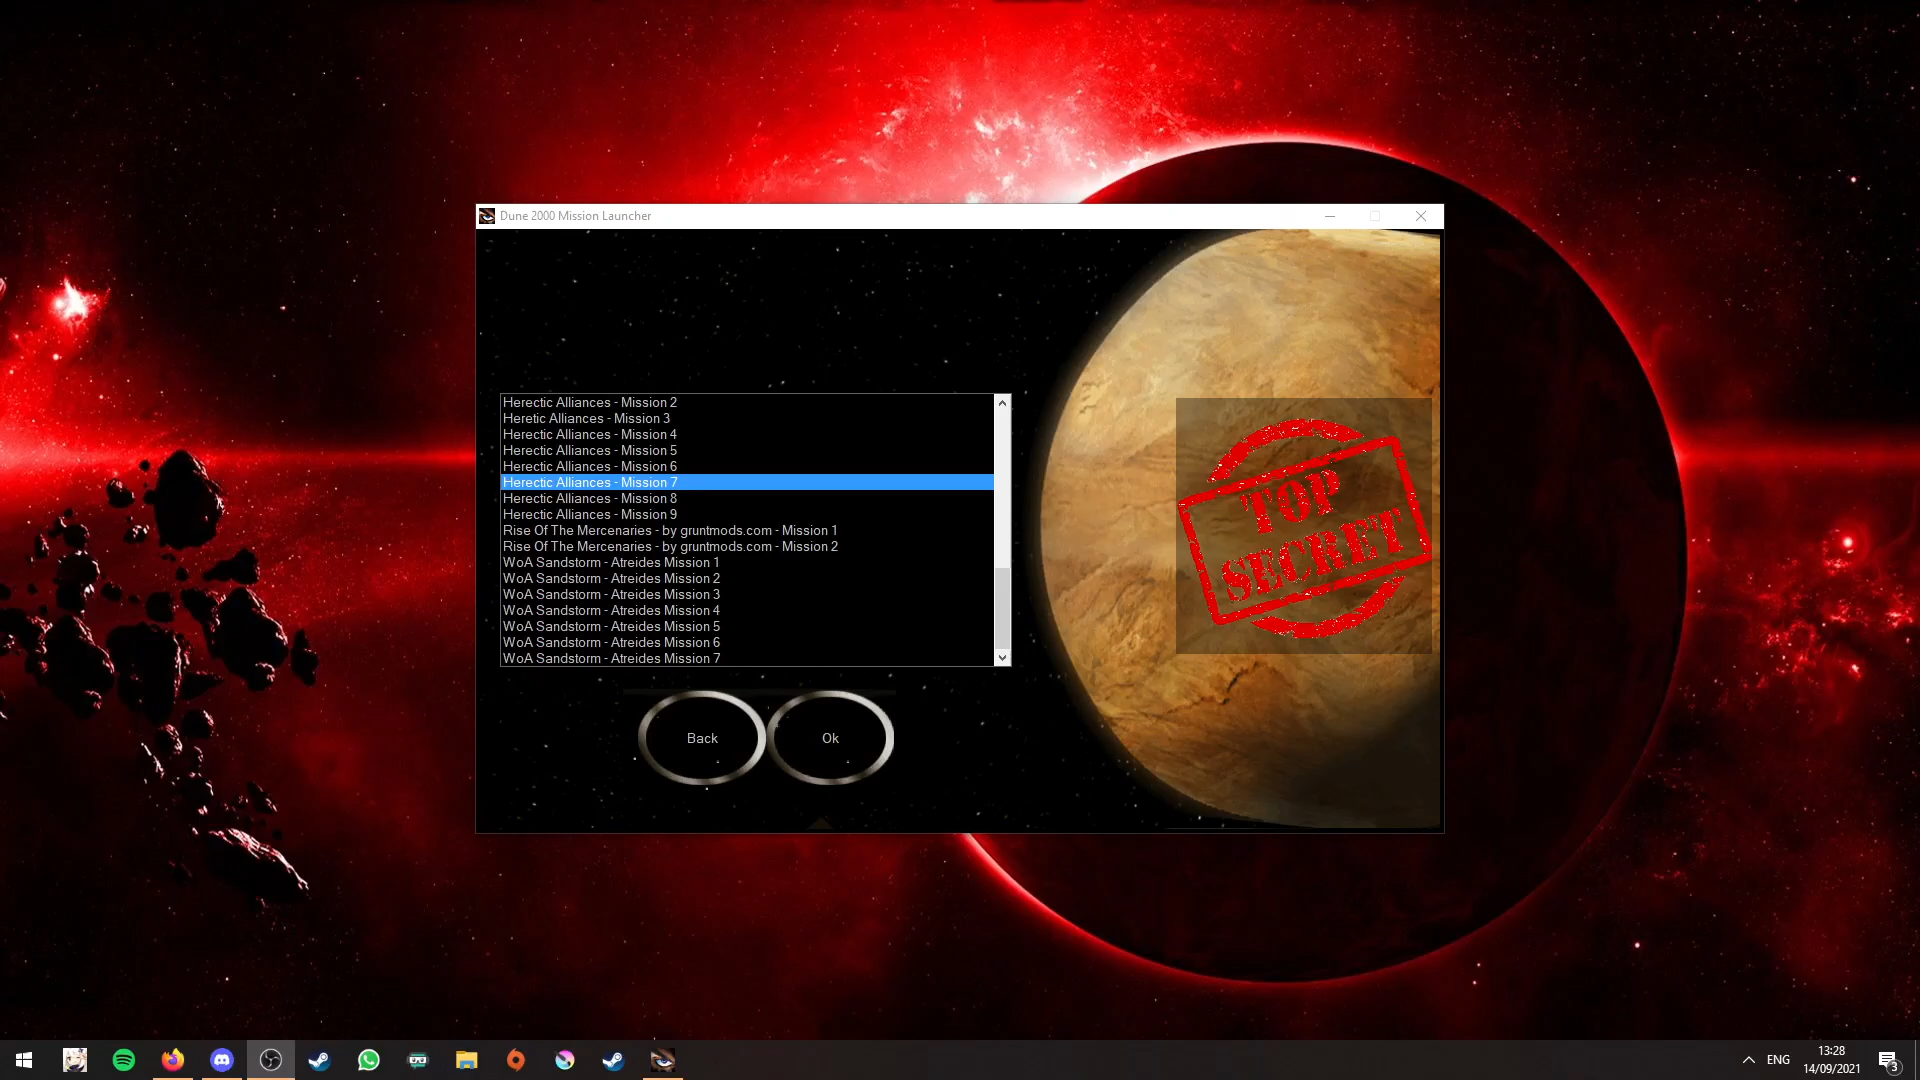 Dune 2000 Mission Launcher
Herectic Alliances - Mission 2
Heretic Alliances - Mission 3
Herectic Alliances - Mission 4
Herectic Alliances - Mission 5
Herectic Alliances - Mission 6
Herectic Alliances - Mission 7
Herectic Alliances - Mission 8
Herectic Alliances - Mission 9
Rise Of The Mercenaries - by gruntmods.com - Mission 1
Rise Of The Mercenaries - by gruntmods.com - Mission 2
WoA Sandstorm - Atreides Mission 1
WoA Sandstorm - Atreides Mission 2
WoA Sandstorm - Atreides Mission 3
WoA Sandstorm - Atreides Mission 4
WoA Sandstorm - Atreides Mission 5
WoA Sandstorm - Atreides Mission 6
WoA Sandstorm - Atreides Mission 7
TOP
SECRET
Back
Ok
ENG
13:28
14/09/2021
3